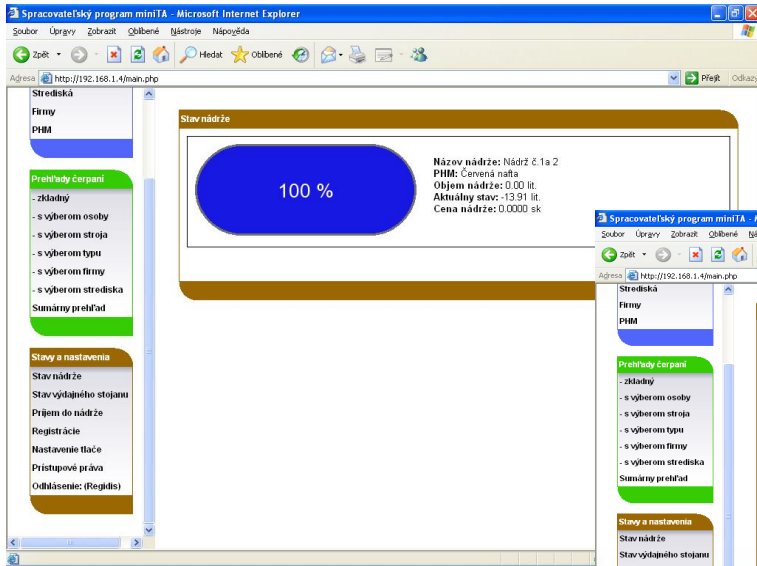 Spracovateľský program miniTA - Microsoft Internet Explorer
Soubor Úpravy Zobrazit Oblíbené Nástroje Nápověda
Zpět Hledat Oblíbené
Adresa http://192.168.1.4/main.php Přejít Odkazy
Strediská
Firmy
PHM
Prehľady čerpaní
- zkladný
- s výberom osoby
- s výberom stroja
- s výberom typu
- s výberom firmy
- s výberom strediska
Sumárny prehľad
Stavy a nastavenia
Stav nádrže
Stav výdajného stojanu
Príjem do nádrže
Registrácie
Nastavenie tlače
Prístupové práva
Odhlásenie: (Regidis)
Stav nádrže
100 %
Názov nádrže: Nádrž č.1a 2
PHM: Červená nafta
Objem nádrže: 0.00 lit.
Aktuálny stav: -13.91 lit.
Cena nádrže: 0.0000 sk
Spracovateľský program miniTA -
Soubor Úpravy Zobrazit Oblíbené
Zpět
Adresa http://192.168.1.4/main.php
Strediská
Firmy
PHM
Prehľady čerpaní
- zkladný
- s výberom osoby
- s výberom stroja
- s výberom typu
- s výberom firmy
- s výberom strediska
Sumárny prehľad
Stavy a nastavenia
Stav nádrže
Stav výdajného stojanu